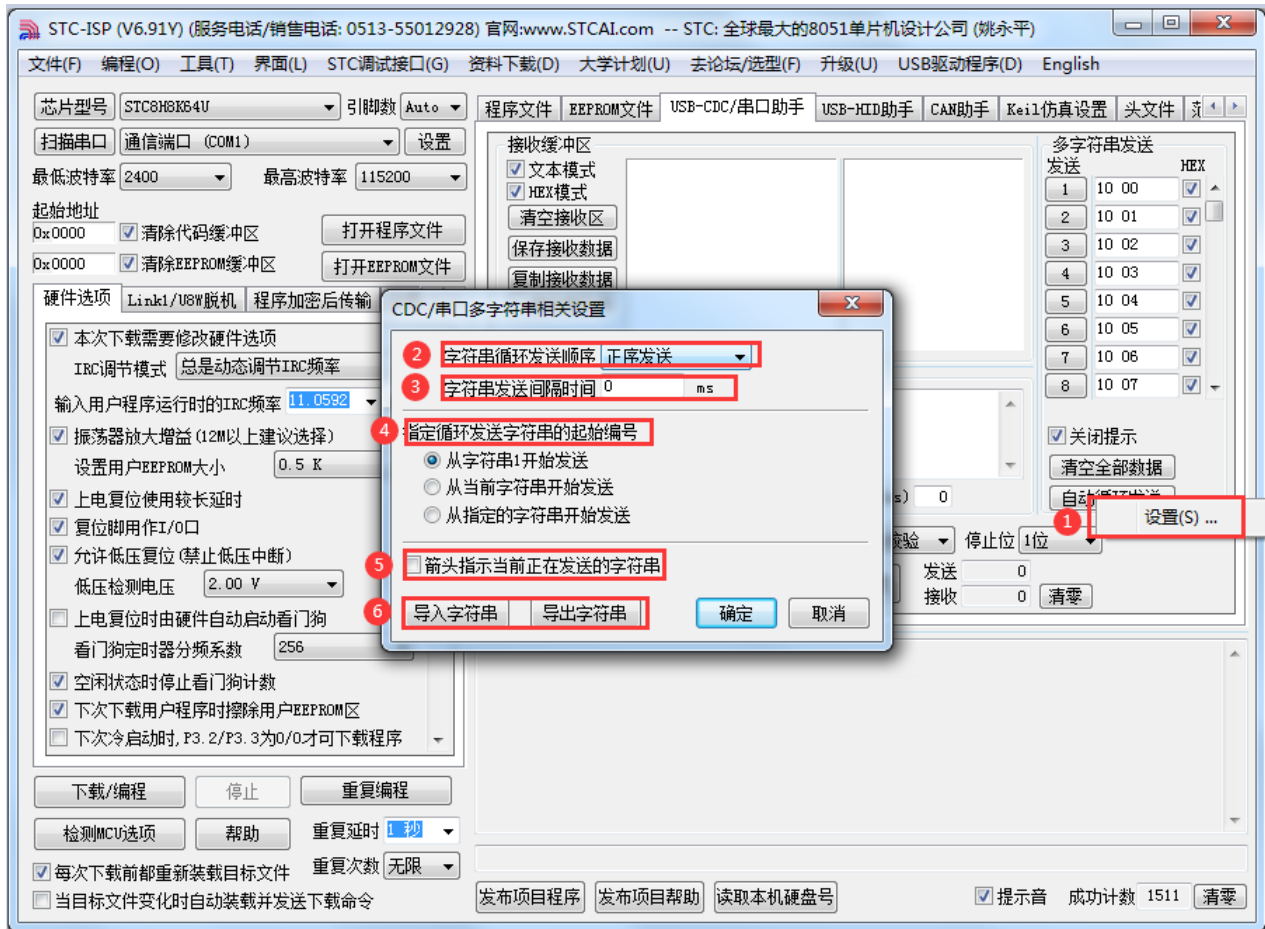 STC-ISP (V6.91Y) (服务电话/销售电话: 0513-55012928) 官网:www.STCAI.com -- STC: 全球最大的8051单片机设计公司 (姚永平)
文件(F) 编程(O) 工具(T) 界面(L) STC调试接口(G) 资料下载(D) 大学计划(U) 去论坛/选型(F) 升级(U) USB驱动程序(D) English
芯片型号 STC8H8K64U 引脚数 Auto
扫描串口 通信端口 (COM1) 设置
最低波特率 2400 最高波特率 115200
起始地址
0x0000 清除代码缓冲区 打开程序文件
0x0000 清除EEPROM缓冲区 打开EEPROM文件
硬件选项 Link1/U8W脱机 程序加密后传输
本次下载需要修改硬件选项
IRC调节模式 总是动态调节IRC频率
输入用户程序运行时的IRC频率 11.0592
振荡器放大增益(12M以上建议选择)
设置用户EEPROM大小 0.5 K
上电复位使用较长延时
复位脚用作I/O口
允许低压复位(禁止低压中断)
低压检测电压 2.00 V
上电复位时由硬件自动启动看门狗
看门狗定时器分频系数 256
空闲状态时停止看门狗计数
下次下载用户程序时擦除用户EEPROM区
下次冷启动时,P3.2/P3.3为0/0才可下载程序
下载/编程 停止 重复编程
检测MCU选项 帮助 重复延时 1 秒
每次下载前都重新装载目标文件 重复次数 无限
当目标文件变化时自动装载并发送下载命令
程序文件 EEPROM文件 USB-CDC/串口助手 USB-HID助手 CAN助手 Keil仿真设置 头文件
接收缓冲区
文本模式
HEX模式
清空接收区
保存接收数据
复制接收数据
多字符串发送
发送 HEX
1 10 00
2 10 01
3 10 02
4 10 03
5 10 04
6 10 05
7 10 06
8 10 07
关闭提示
清空全部数据
自动循环发送
1 设置(S) ...
CDC/串口多字符串相关设置
2 字符串循环发送顺序 正序发送
3 字符串发送间隔时间 0 ms
4 指定循环发送字符串的起始编号
从字符串1开始发送
从当前字符串开始发送
从指定的字符串开始发送
5 箭头指示当前正在发送的字符串
6 导入字符串 导出字符串 确定 取消
s) 0
校验 停止位 1位
发送 0
接收 0 清零
发布项目程序 发布项目帮助 读取本机硬盘号 提示音 成功计数 1511 清零